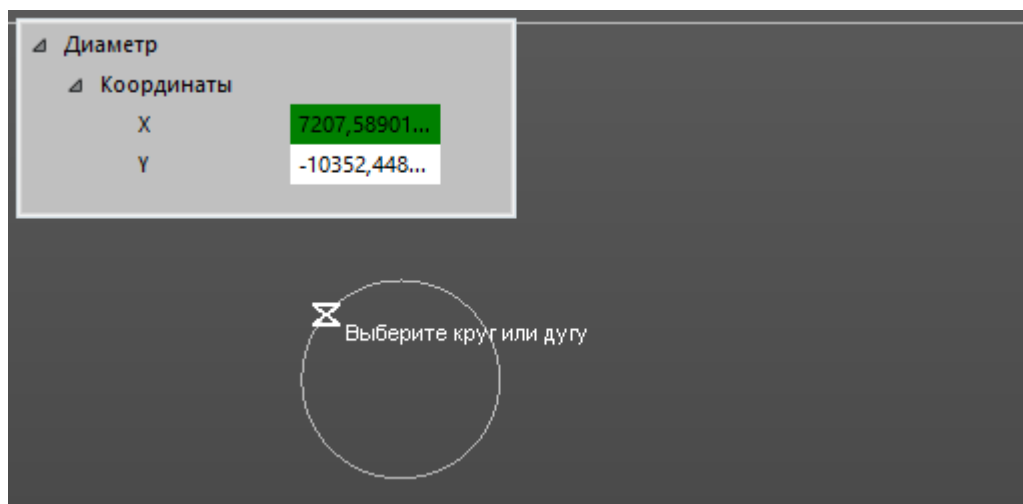 Диаметр
Координаты
X 7207,58901...
Y -10352,448...
Выберите круг или дугу